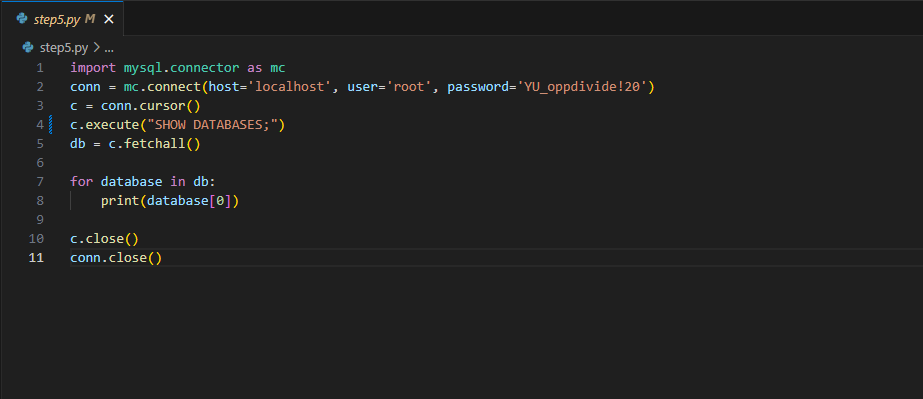 step5.py M ×
step5.py > ...
1 import mysql.connector as mc
2 conn = mc.connect(host='localhost', user='root', password='YU_oppdivide!20')
3 c = conn.cursor()
4 c.execute("SHOW DATABASES;")
5 db = c.fetchall()
6
7 for database in db:
8     print(database[0])
9
10 c.close()
11 conn.close()